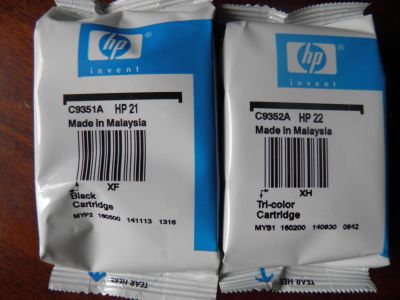 hp
invent
C9351A HP 21
Made in Malaysia
XF
Black
Cartridge
MYP2 160500 141113 1316
TEAR HERE
hp
invent
C9352A HP 22
Made in Malaysia
XH
Tri-color
Cartridge
MYS1 160200 140830 0842
TEAR HERE